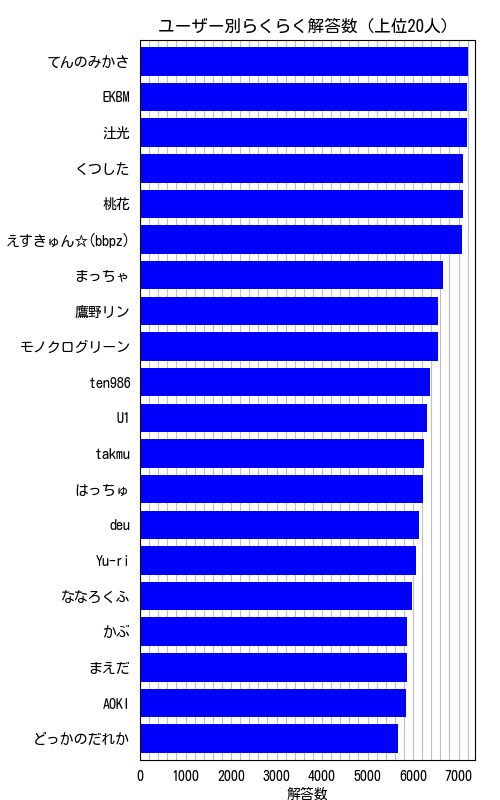 ユーザー別らくらく解答数（上位20人）
てんのみかさ
EKBM
汢光
くつした
桃花
えすきゅん☆(bbpz)
まっちゃ
鷹野リン
モノクログリーン
ten986
U1
takmu
はっちゅ
deu
Yu-ri
ななろくふ
かぶ
まえだ
AOKI
どっかのだれか
0 1000 2000 3000 4000 5000 6000 7000
解答数